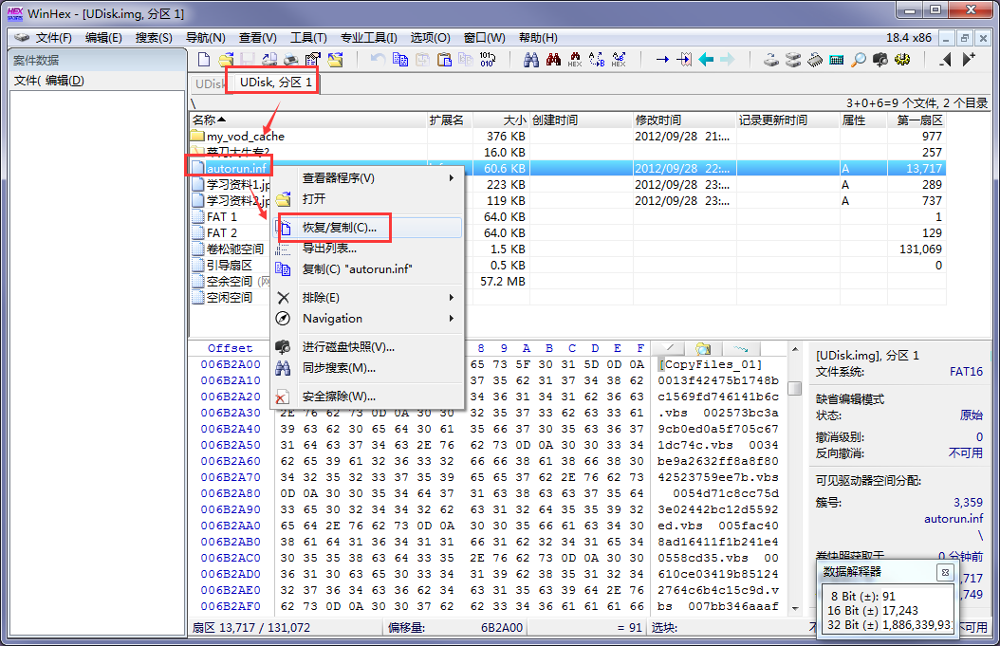 WinHex - [UDisk.img, 分区 1]
文件(F) 编辑(E) 搜索(S) 导航(N) 查看(V) 工具(T) 专业工具(I) 选项(O) 窗口(W) 帮助(H) 18.4 x86
案件数据
文件( 编辑(D)
UDisk UDisk, 分区 1
\ 3+0+6=9 个文件, 2 个目录
名称 扩展名 大小 创建时间 修改时间 记录更新时间 属性 第一扇区
my_vod_cache 376 KB 2012/09/28 21:... 977
16.0 KB 257
autorun.inf 60.6 KB 2012/09/28 22:... A 13,717
学习资料1.jp 223 KB 2012/09/28 23:... A 289
学习资料2.jp 119 KB 2012/09/28 23:... A 737
FAT 1 64.0 KB 1
FAT 2 64.0 KB 129
卷松驰空间 1.5 KB 131,069
引导扇区 0.5 KB 0
空余空间 (网 57.2 MB
空闲空间
查看器程序(V)
打开
恢复/复制(C)...
导出列表...
复制(C) "autorun.inf"
排除(E)
Navigation
进行磁盘快照(V)...
同步搜索(M)...
安全擦除(W)...
Offset 8 9 A B C D E F
006B2A00 65 73 5F 30 31 5D 0D 0A [CopyFiles_01]
006B2A10 37 35 62 31 37 34 38 62 0013f42475b1748b
006B2A20 34 36 31 34 31 62 36 63 c1569fd746141b6c
006B2A30 2E 76 62 73 0D 0A 30 30 32 35 37 33 62 63 33 61 .vbs 002573bc3a
006B2A40 39 63 62 30 65 64 30 61 35 66 37 30 35 63 36 37 9cb0ed0a5f705c67
006B2A50 31 64 63 37 34 63 2E 76 62 73 0D 0A 30 30 33 34 1dc74c.vbs 0034
006B2A60 62 65 39 61 32 36 33 32 66 66 38 61 38 66 38 30 be9a2632ff8a8f80
006B2A70 34 32 35 32 33 37 35 39 65 65 37 62 2E 76 62 73 42523759ee7b.vbs
006B2A80 0D 0A 30 30 35 34 64 37 31 63 38 63 63 37 35 64 0054d71c8cc75d
006B2A90 33 65 30 32 34 34 32 62 63 31 32 64 35 35 39 32 3e02442bc12d5592
006B2AA0 65 64 2E 76 62 73 0D 0A 30 30 35 66 61 63 34 30 ed.vbs 005fac40
006B2AB0 38 61 64 31 36 34 31 31 66 31 62 32 34 31 65 34 8ad16411f1b241e4
006B2AC0 30 35 35 38 63 64 33 35 2E 76 62 73 0D 0A 30 30 0558cd35.vbs 00
006B2AD0 36 31 30 63 65 30 33 34 31 39 62 38 35 31 32 34 610ce03419b85124
006B2AE0 32 37 36 34 63 36 62 34 63 31 35 63 39 64 2E 76 2764c6b4c15c9d.v
006B2AF0 62 73 0D 0A 30 30 37 62 62 33 34 36 61 61 61 66 bs 007bb346aaaf
[UDisk.img], 分区 1
文件系统: FAT16
缺省编辑模式
状态: 原始
撤消级别: 0
反向撤消: 不可用
可见驱动器空间分配:
簇号: 3,359
autorun.inf
\
卷快照获取于 0 分钟前
,717
,749
数据解释器
8 Bit (±): 91
16 Bit (±) 17,243
32 Bit (±) 1,886,339,93
扇区 13,717 / 131,072 偏移量: 6B2A00 = 91 选块: 不可用